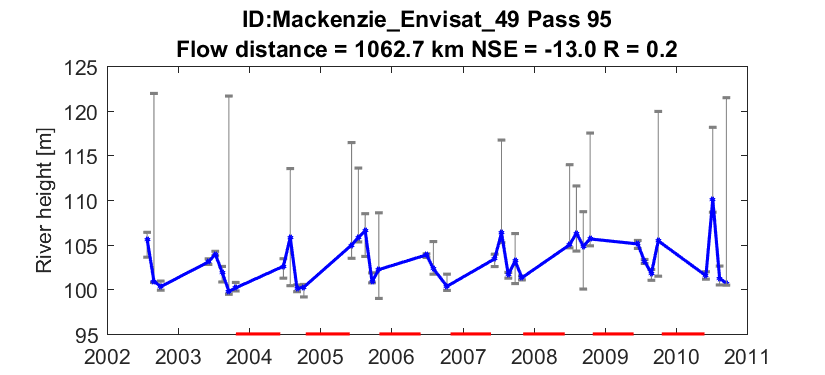 ID:Mackenzie_Envisat_49 Pass 95
Flow distance = 1062.7 km NSE = -13.0 R = 0.2
125
120
115
110
105
100
95
River height [m]
2002 2003 2004 2005 2006 2007 2008 2009 2010 2011